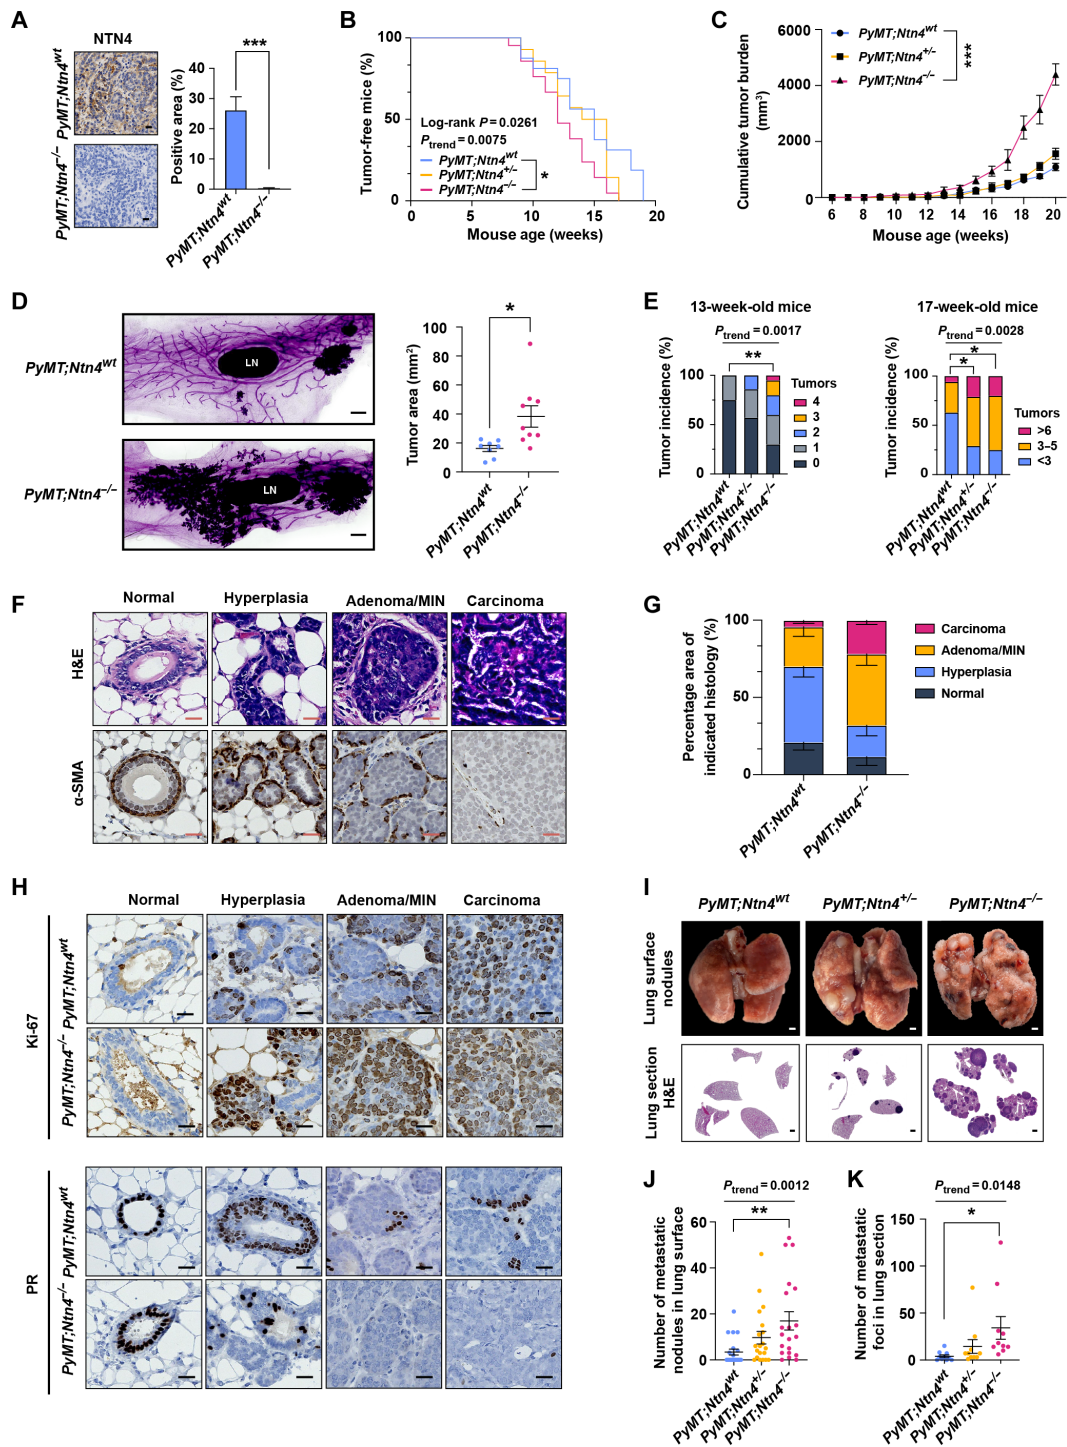 A
NTN4
PyMT;Ntn4wt
PyMT;Ntn4−/−
Positive area (%)
40
30
20
10
0
***
PyMT;Ntn4wt
PyMT;Ntn4−/−
B
Tumor-free mice (%)
100
50
0
Log-rank P = 0.0261
Ptrend = 0.0075
PyMT;Ntn4wt
PyMT;Ntn4+/−
PyMT;Ntn4−/−
*
0 5 10 15 20
Mouse age (weeks)
C
Cumulative tumor burden
(mm3)
6000
4000
2000
0
PyMT;Ntn4wt
PyMT;Ntn4+/−
PyMT;Ntn4−/−
***
6 8 10 12 14 16 18 20
Mouse age (weeks)
D
PyMT;Ntn4wt
LN
PyMT;Ntn4−/−
LN
Tumor area (mm2)
100
80
60
40
20
0
*
PyMT;Ntn4wt
PyMT;Ntn4−/−
E
13-week-old mice
Ptrend = 0.0017
**
Tumor incidence (%)
100
50
0
Tumors
4
3
2
1
0
PyMT;Ntn4wt
PyMT;Ntn4+/−
PyMT;Ntn4−/−
17-week-old mice
Ptrend = 0.0028
*
*
Tumor incidence (%)
100
50
0
Tumors
>6
3-5
<3
PyMT;Ntn4wt
PyMT;Ntn4+/−
PyMT;Ntn4−/−
F
Normal Hyperplasia Adenoma/MIN Carcinoma
H&E
α-SMA
G
Percentage area of
indicated histology (%)
100
50
0
Carcinoma
Adenoma/MIN
Hyperplasia
Normal
PyMT;Ntn4wt
PyMT;Ntn4−/−
H
Normal Hyperplasia Adenoma/MIN Carcinoma
Ki-67
PyMT;Ntn4wt
PyMT;Ntn4−/−
PR
PyMT;Ntn4wt
PyMT;Ntn4−/−
I
PyMT;Ntn4wt PyMT;Ntn4+/− PyMT;Ntn4−/−
Lung surface
nodules
Lung section
H&E
J
Ptrend = 0.0012
**
Number of metastatic
nodules in lung surface
60
40
20
0
PyMT;Ntn4wt
PyMT;Ntn4+/−
PyMT;Ntn4−/−
K
Ptrend = 0.0148
*
Number of metastatic
foci in lung section
150
100
50
0
PyMT;Ntn4wt
PyMT;Ntn4+/−
PyMT;Ntn4−/−